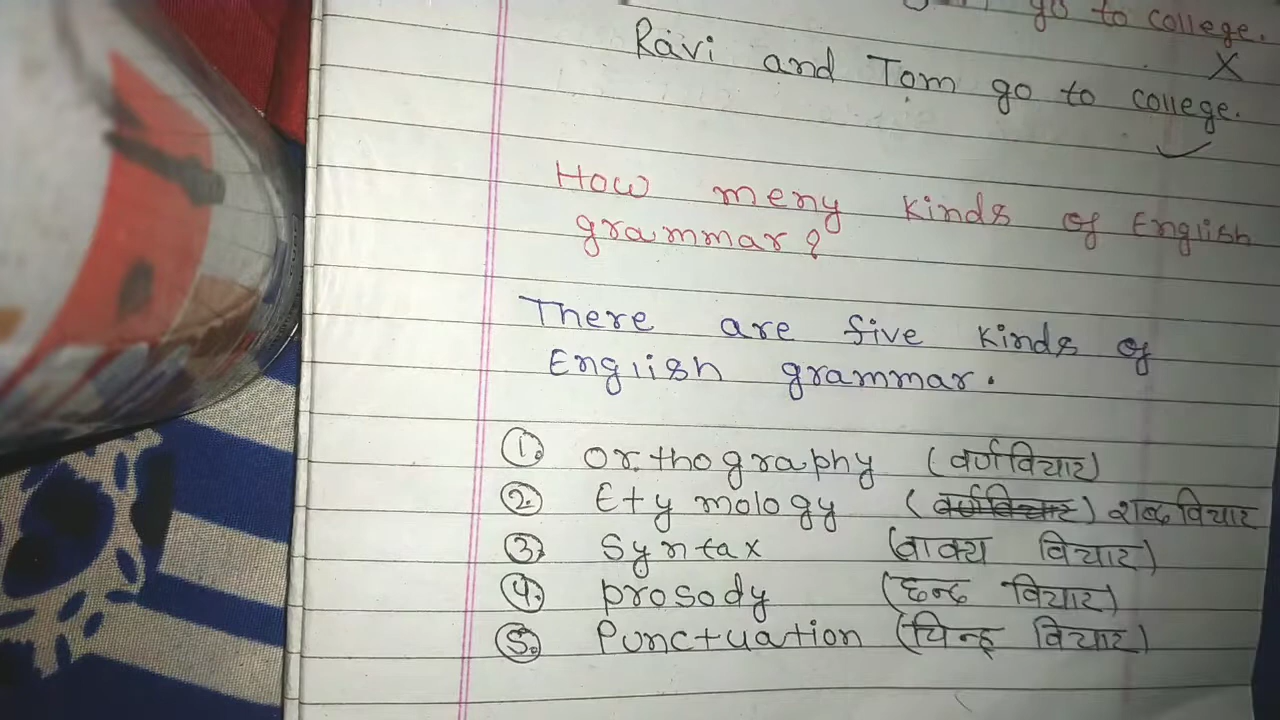 go to college.
X
Ravi and Tom go to college.
How meny kinds of English
grammar?
There are five kinds of
English grammar.
1. Orthography (वर्णविचार)
2. Etymology (वर्णविचार) शब्दविचार
3. Syntax (वाक्य विचार)
4. prosody (छन्द विचार)
5. Punctuation (चिन्ह विचार)